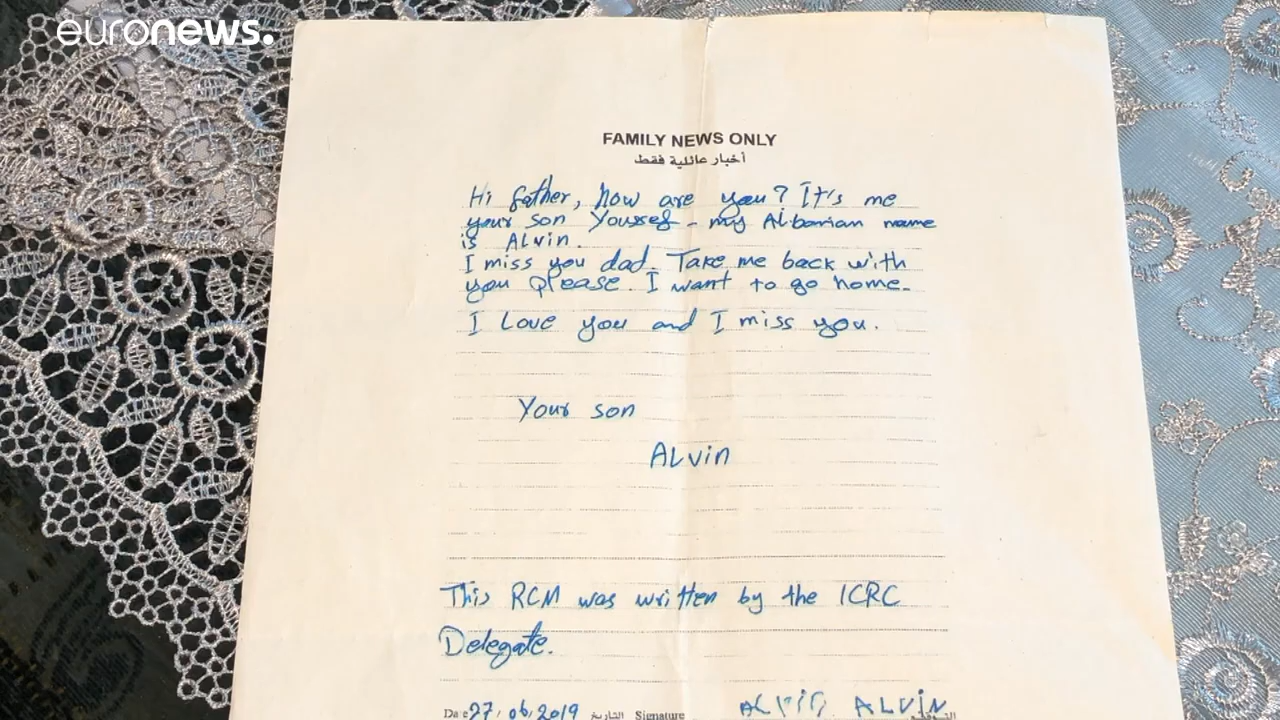 euronews.
FAMILY NEWS ONLY
أخبار عائلية فقط
Hi father, how are you? It's me
your son Youssef - my Albanian name
is Alvin.
I miss you dad. Take me back with
you please. I want to go home.
I Love you and I miss you.
Your son
Alvin
This RCM was written by the ICRC
Delegate.
Date 27/06/2019 التاريخ Signature ALVIN ALVIN